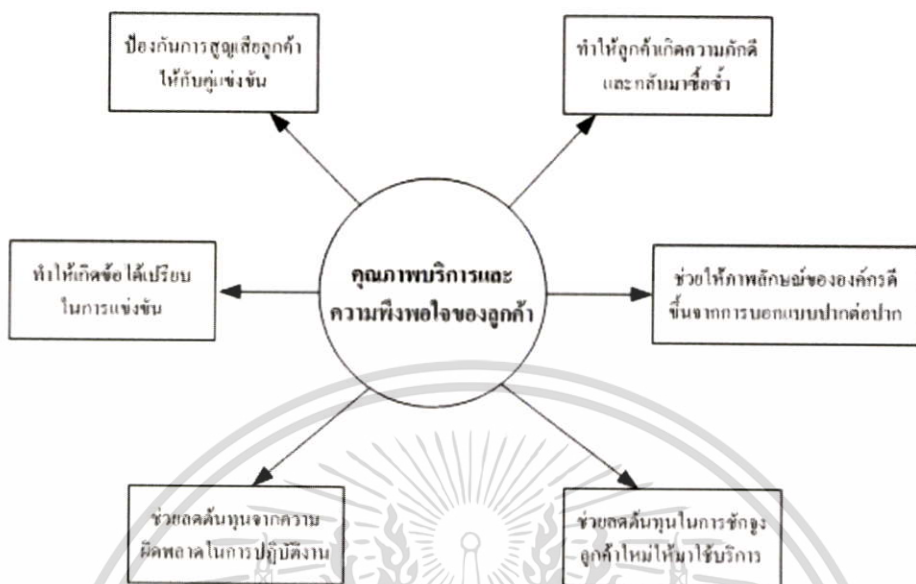 ป้องกันการสูญเสียลูกค้า
ให้กับคู่แข่งขัน
ทำให้ลูกค้าเกิดความภักดี
และกลับมาซื้อซ้ำ
ทำให้เกิดข้อได้เปรียบ
ในการแข่งขัน
คุณภาพบริการและ
ความพึงพอใจของลูกค้า
ช่วยให้ภาพลักษณ์ขององค์กรดี
ขึ้นจากการบอกแบบปากต่อปาก
ช่วยลดต้นทุนจากความ
ผิดพลาดในการปฏิบัติงาน
ช่วยลดต้นทุนในการชักจูง
ลูกค้าใหม่ให้มาใช้บริการ